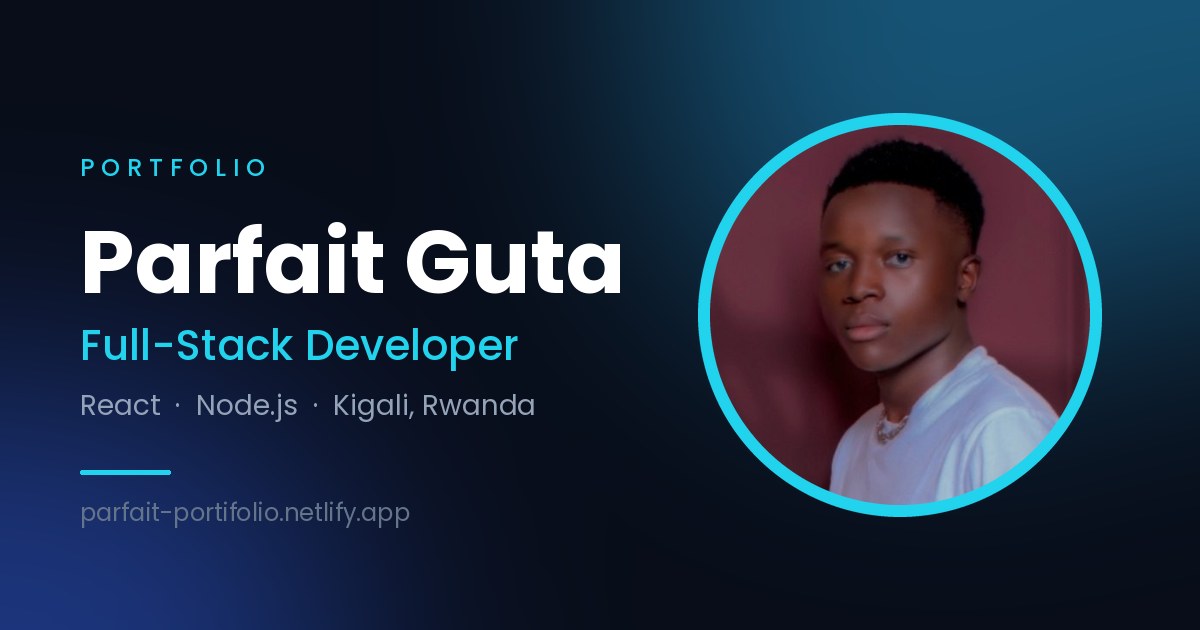 PORTFOLIO
Parfait Guta
Full-Stack Developer
React · Node.js · Kigali, Rwanda
parfait-portifolio.netlify.app